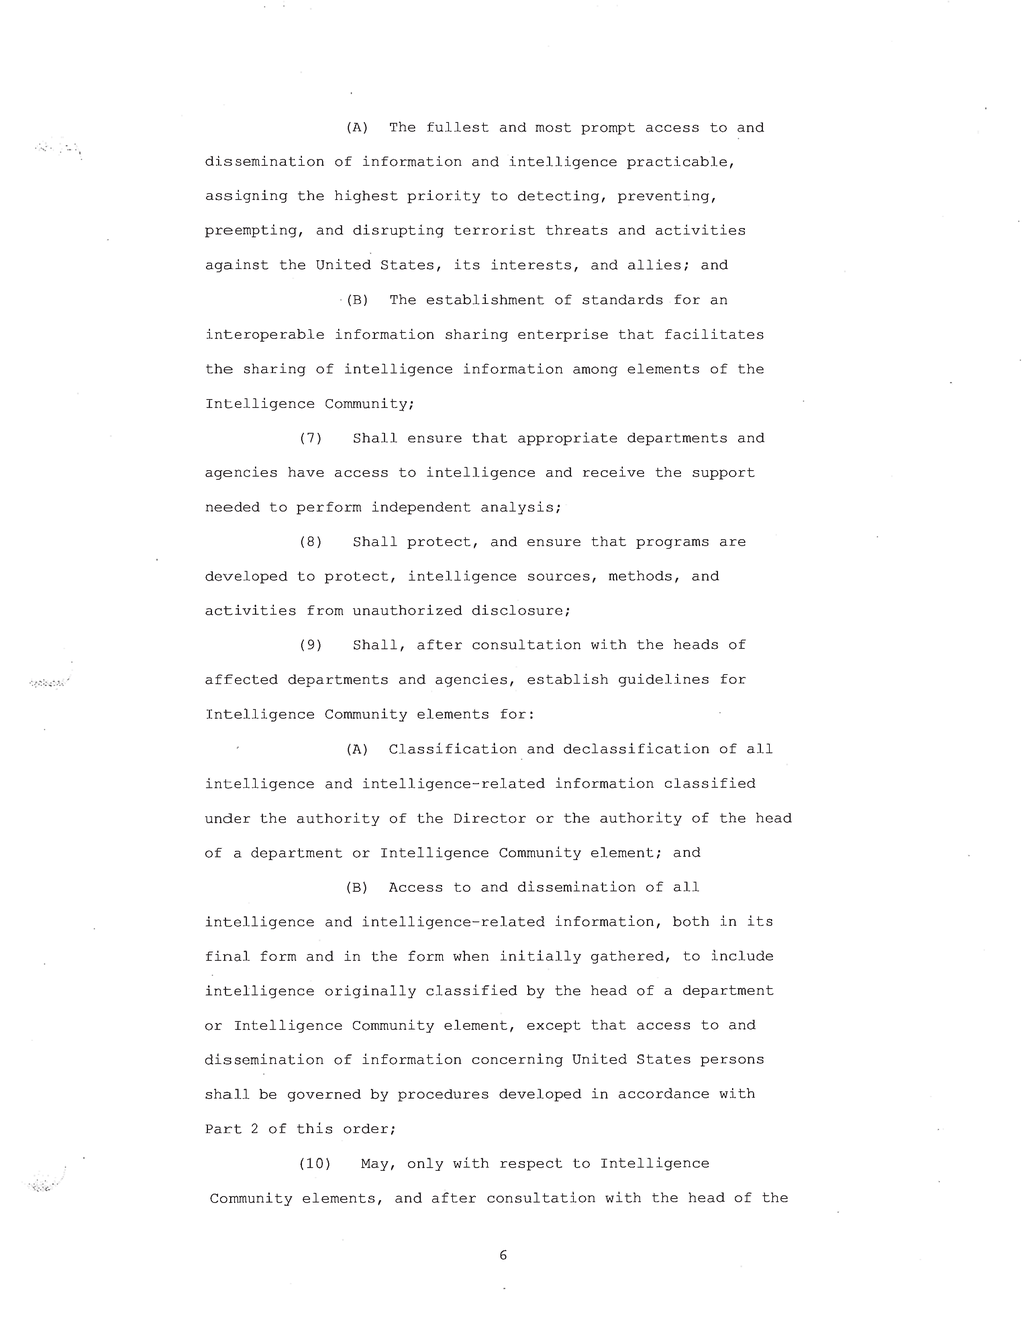 (A) The fullest and most prompt access to and
dissemination of information and intelligence practicable,
assigning the highest priority to detecting, preventing,
preempting, and disrupting terrorist threats and activities
against the United States, its interests, and allies; and
(B) The establishment of standards for an
interoperable information sharing enterprise that facilitates
the sharing of intelligence information among elements of the
Intelligence Community;
(7) Shall ensure that appropriate departments and
agencies have access to intelligence and receive the support
needed to perform independent analysis;
(8) Shall protect, and ensure that programs are
developed to protect, intelligence sources, methods, and
activities from unauthorized disclosure;
(9) Shall, after consultation with the heads of
affected departments and agencies, establish guidelines for
Intelligence Community elements for:
(A) Classification and declassification of all
intelligence and intelligence-related information classified
under the authority of the Director or the authority of the head
of a department or Intelligence Community element; and
(B) Access to and dissemination of all
intelligence and intelligence-related information, both in its
final form and in the form when initially gathered, to include
intelligence originally classified by the head of a department
or Intelligence Community element, except that access to and
dissemination of information concerning United States persons
shall be governed by procedures developed in accordance with
Part 2 of this order;
(10) May, only with respect to Intelligence
Community elements, and after consultation with the head of the
6